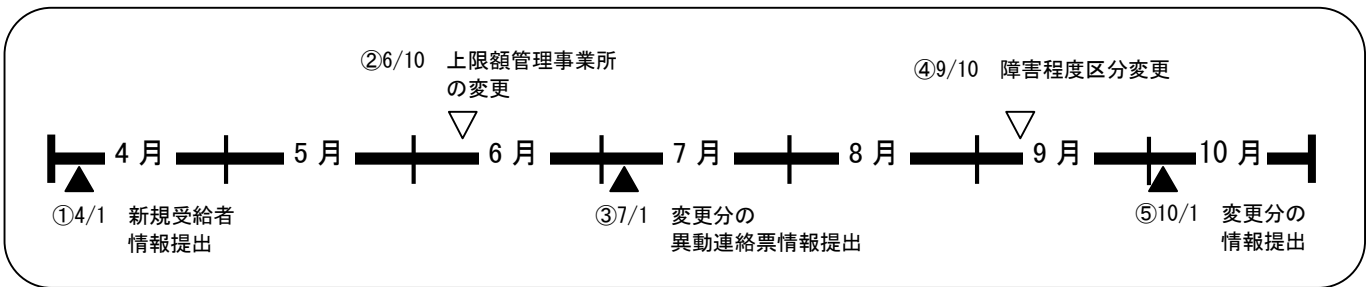 ②6/10 上限額管理事業所
の変更
④9/10 障害程度区分変更
4 月 5 月 6 月 7 月 8 月 9 月 10 月
①4/1 新規受給者
情報提出
③7/1 変更分の
異動連絡票情報提出
⑤10/1 変更分の
情報提出